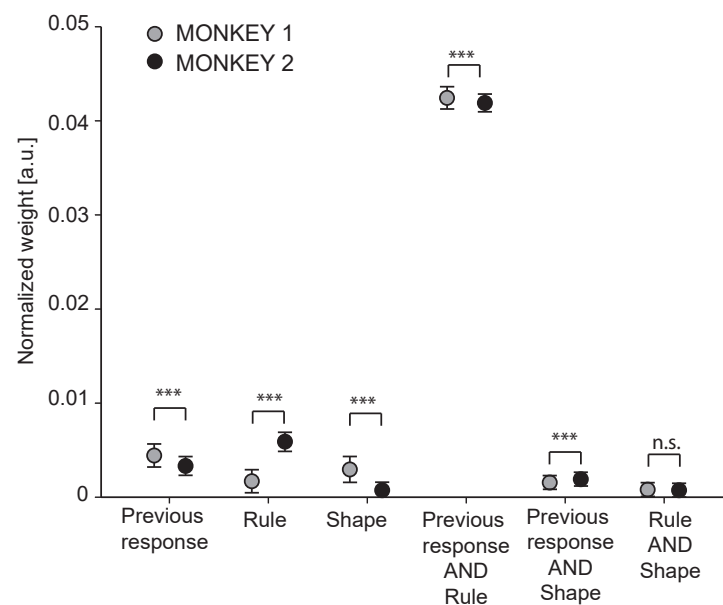 0.05
0.04
0.03
0.02
0.01
0
Normalized weight [a.u.]
MONKEY 1
MONKEY 2
***
***
***
***
***
n.s.
Previous
response
Rule
Shape
Previous
response
AND
Rule
Previous
response
AND
Shape
Rule
AND
Shape